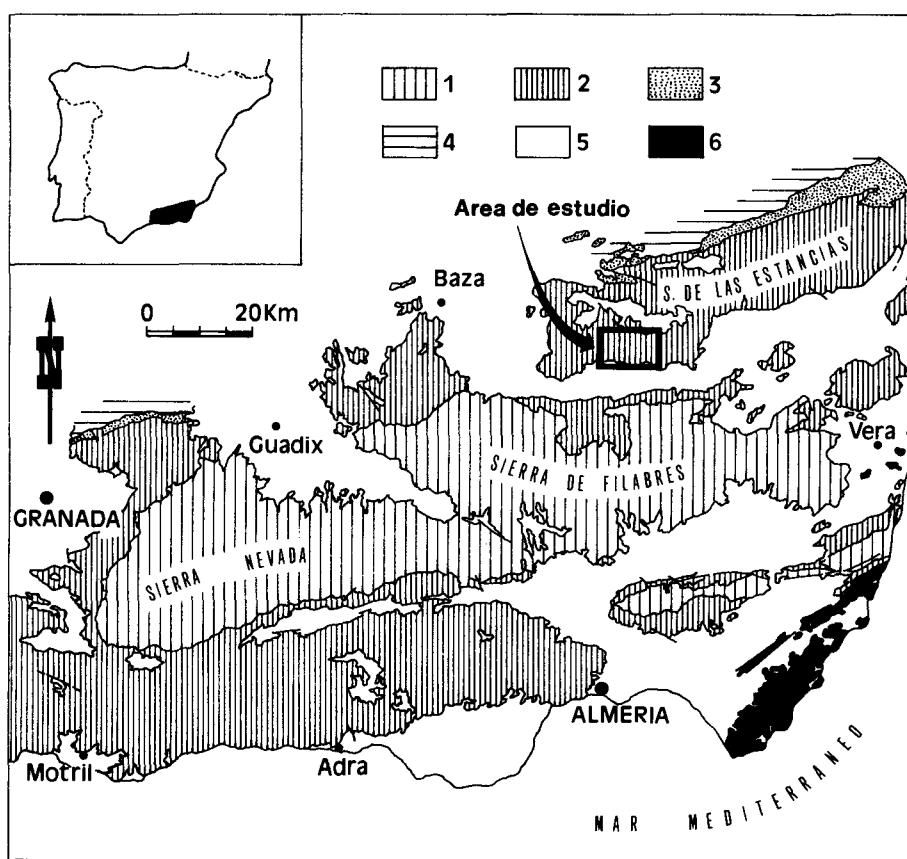 1
2
3
4
5
6
Area de estudio
S. DE LAS ESTANCIAS
Baza
0 20Km
N
Guadix
Vera
SIERRA DE FILABRES
GRANADA
SIERRA NEVADA
ALMERIA
Motril
Adra
MAR MEDITERRANEO